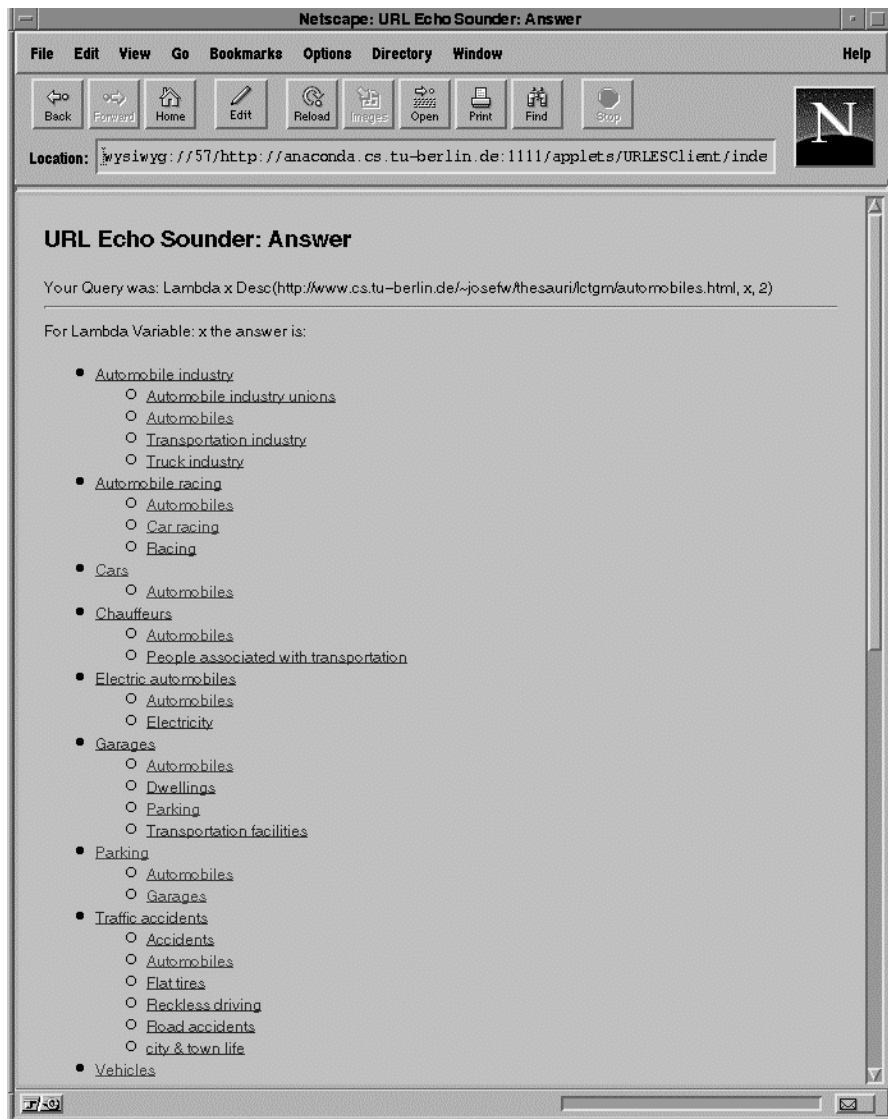 Netscape: URL Echo Sounder: Answer
File Edit View Go Bookmarks Options Directory Window Help
Back Forward Home Edit Reload Images Open Print Find Stop
N
Location: wysiwyg://57/http://anaconda.cs.tu-berlin.de:1111/applets/URLESClient/inde
URL Echo Sounder: Answer
Your Query was: Lambda x Desc(http://www.cs.tu-berlin.de/~josefw/thesauri/lctgm/automobiles.html, x, 2)
For Lambda Variable: x the answer is:
Automobile industry
Automobile industry unions
Automobiles
Transportation industry
Truck industry
Automobile racing
Automobiles
Car racing
Racing
Cars
Automobiles
Chauffeurs
Automobiles
People associated with transportation
Electric automobiles
Automobiles
Electricity
Garages
Automobiles
Dwellings
Parking
Transportation facilities
Parking
Automobiles
Garages
Traffic accidents
Accidents
Automobiles
Flat tires
Reckless driving
Road accidents
city & town life
Vehicles